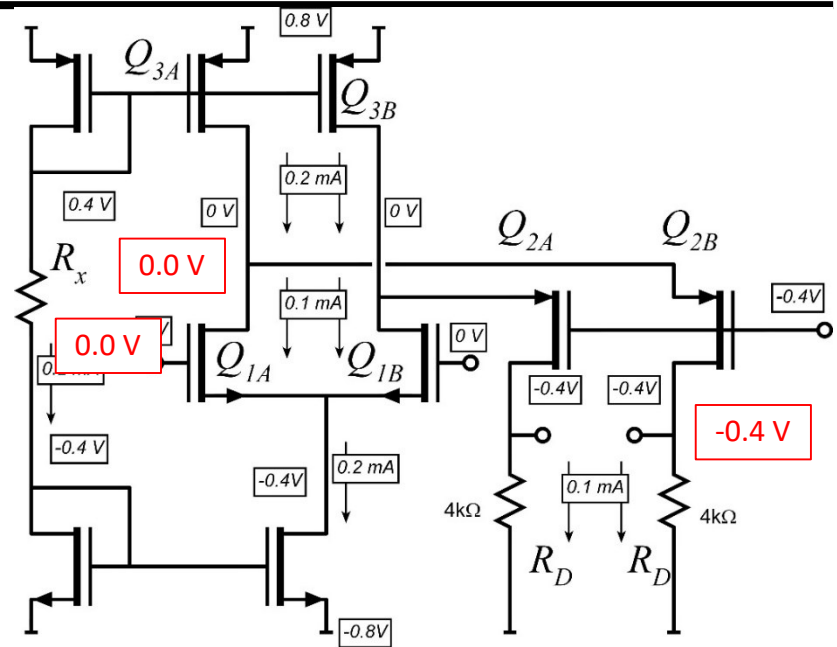 0.8 V
Q3A
Q3B
0.2 mA
0.4 V
0 V
0 V
Q2A
Q2B
Rx
0.0 V
0.1 mA
-0.4V
0.0 V
0 V
Q1A
Q1B
-0.4V
-0.4V
-0.4 V
-0.4 V
-0.4V
0.2 mA
0.1 mA
4kΩ
4kΩ
RD
RD
-0.8V